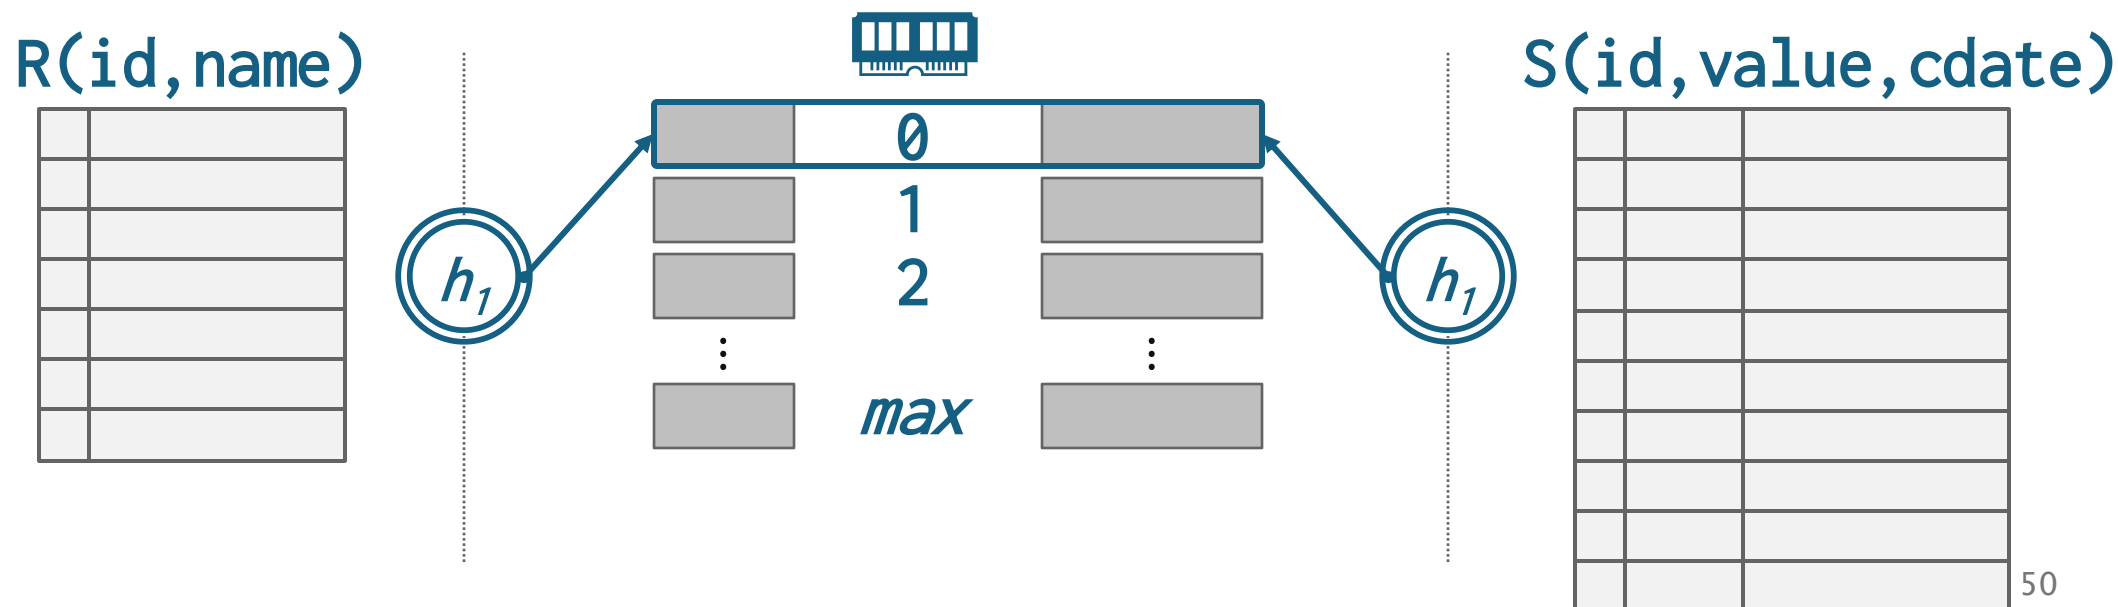 R(id,name)
S(id,value,cdate)
0
1
h₁
h₁
2
⋮
⋮
max
50